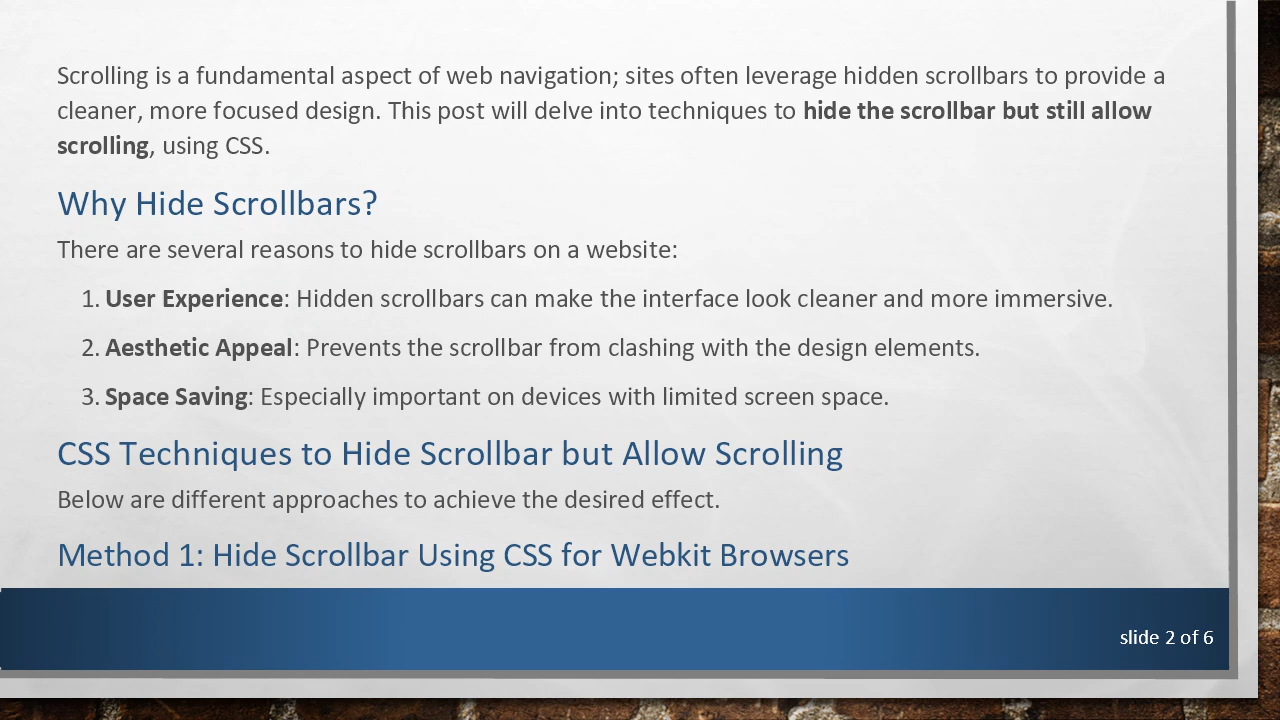 Scrolling is a fundamental aspect of web navigation; sites often leverage hidden scrollbars to provide a
cleaner, more focused design. This post will delve into techniques to hide the scrollbar but still allow
scrolling, using CSS.
Why Hide Scrollbars?
There are several reasons to hide scrollbars on a website:
1. User Experience: Hidden scrollbars can make the interface look cleaner and more immersive.
2. Aesthetic Appeal: Prevents the scrollbar from clashing with the design elements.
3. Space Saving: Especially important on devices with limited screen space.
CSS Techniques to Hide Scrollbar but Allow Scrolling
Below are different approaches to achieve the desired effect.
Method 1: Hide Scrollbar Using CSS for Webkit Browsers
slide 2 of 6